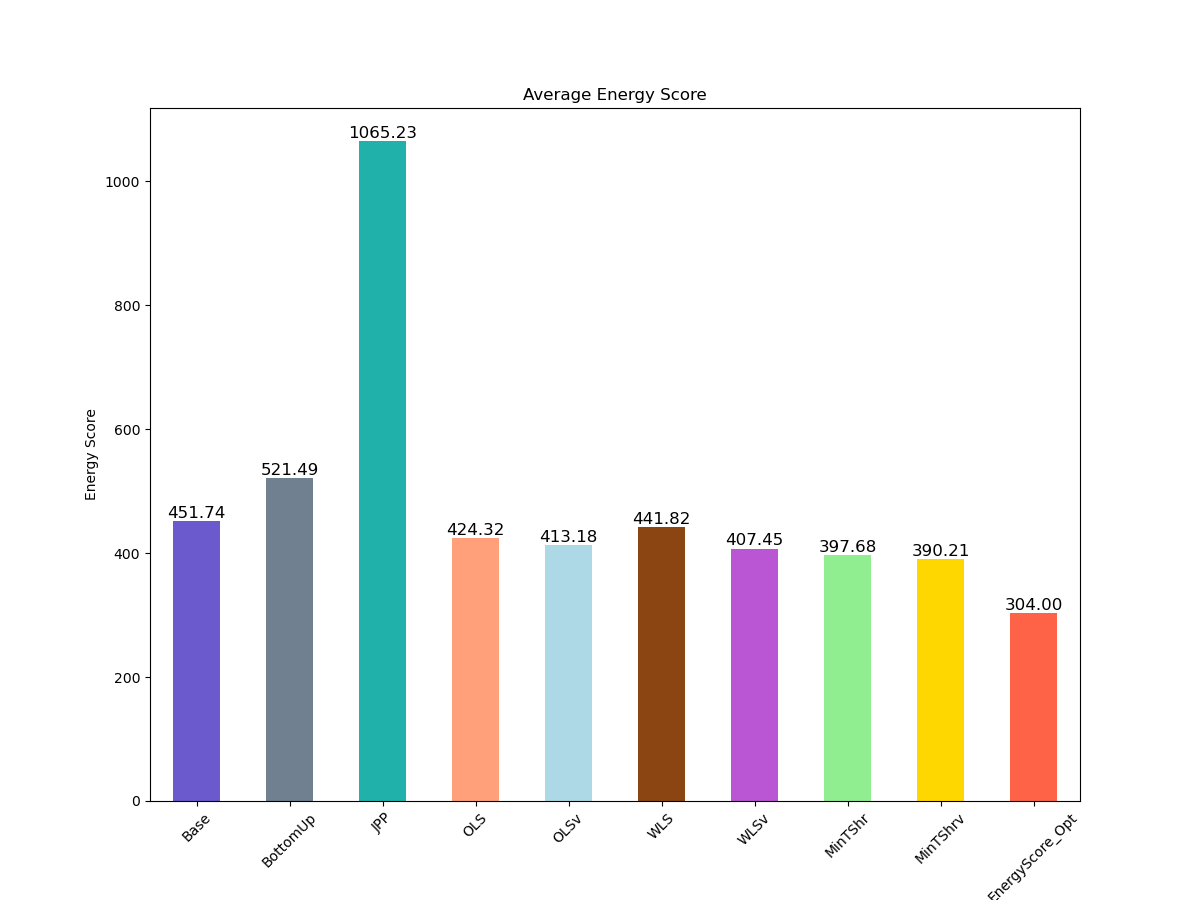 Average Energy Score
Energy Score
1000
800
600
400
200
0
451.74
521.49
1065.23
424.32
413.18
441.82
407.45
397.68
390.21
304.00
Base
BottomUp
JPP
OLS
OLSv
WLS
WLSv
MinTShr
MinTShrv
EnergyScore_Opt